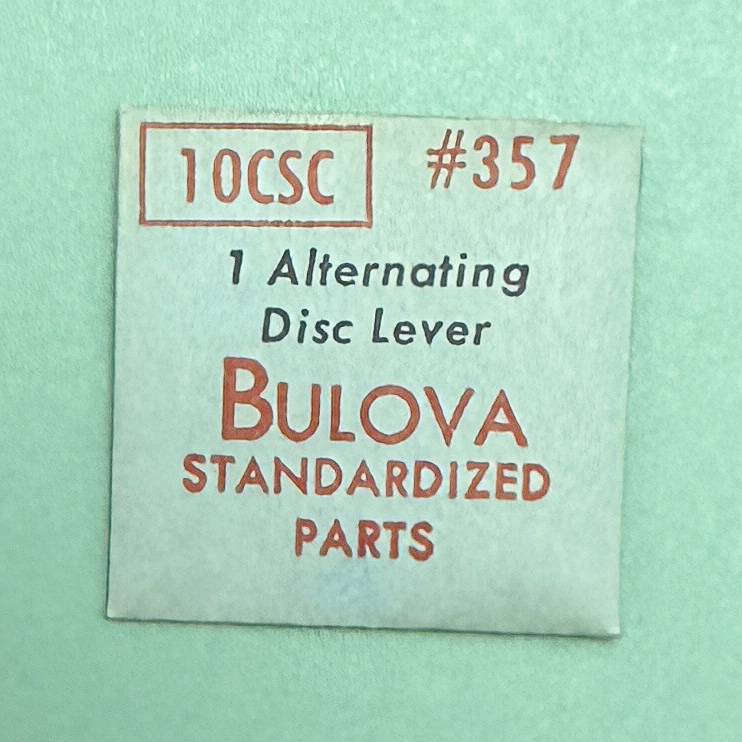 10CSC #357
1 Alternating
Disc Lever
BULOVA
STANDARDIZED
PARTS